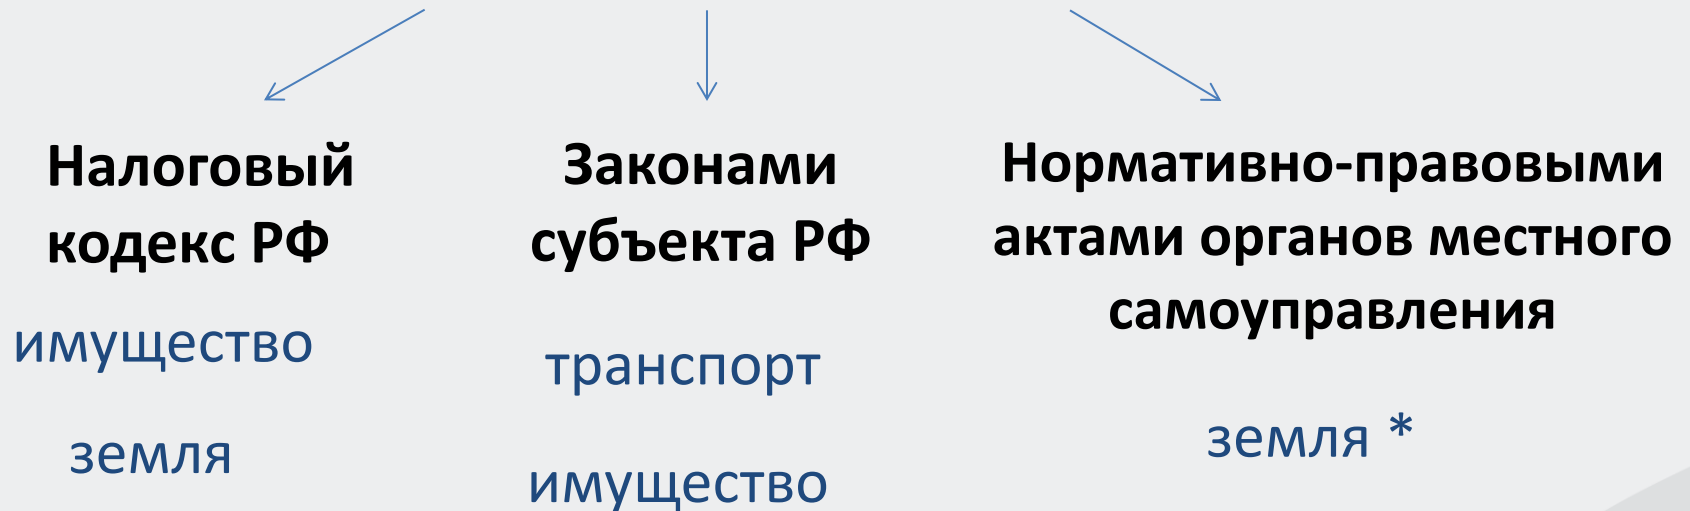 Налоговый
кодекс РФ
имущество
земля
Законами
субъекта РФ
транспорт
имущество
Нормативно-правовыми
актами органов местного
самоуправления
земля *